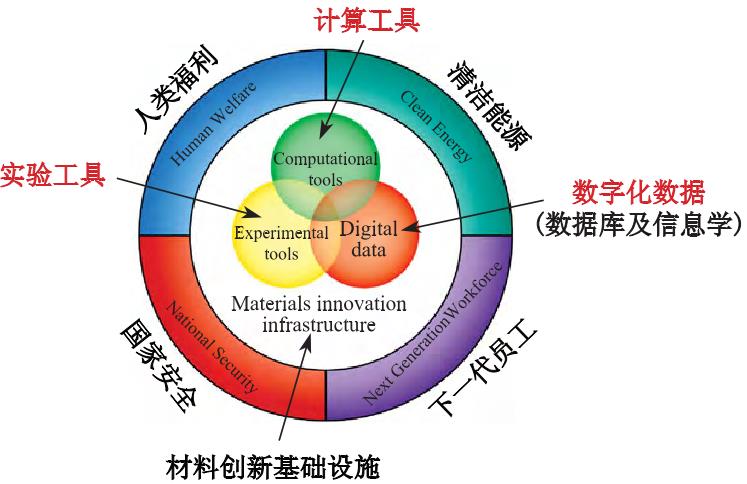 计算工具
人类福利
清洁能源
Human Welfare
Clean Energy
Computational
tools
实验工具
数字化数据
(数据库及信息学)
Experimental
tools
Digital
data
Materials innovation
infrastructure
National Security
Next Generation Workforce
国家安全
下一代员工
材料创新基础设施